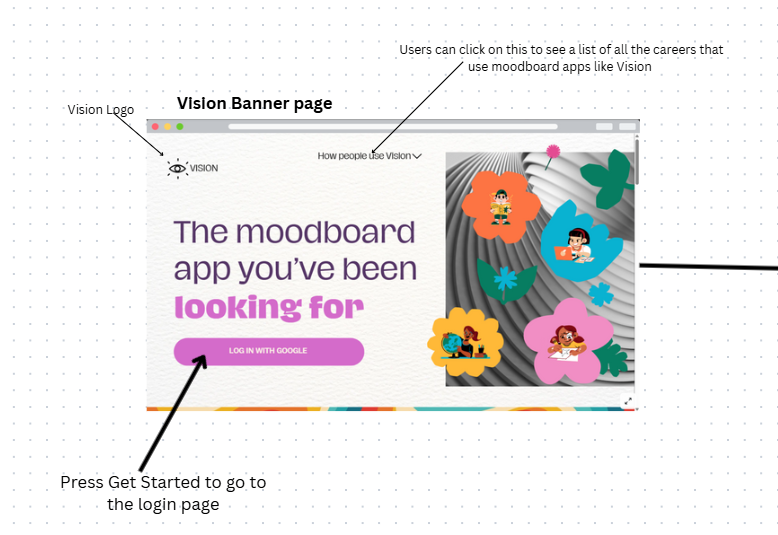 Users can click on this to see a list of all the careers that
use moodboard apps like Vision
Vision Banner page
Vision Logo
How people use Vision
VISION
The moodboard
app you've been
looking for
LOG IN WITH GOOGLE
Press Get Started to go to
the login page